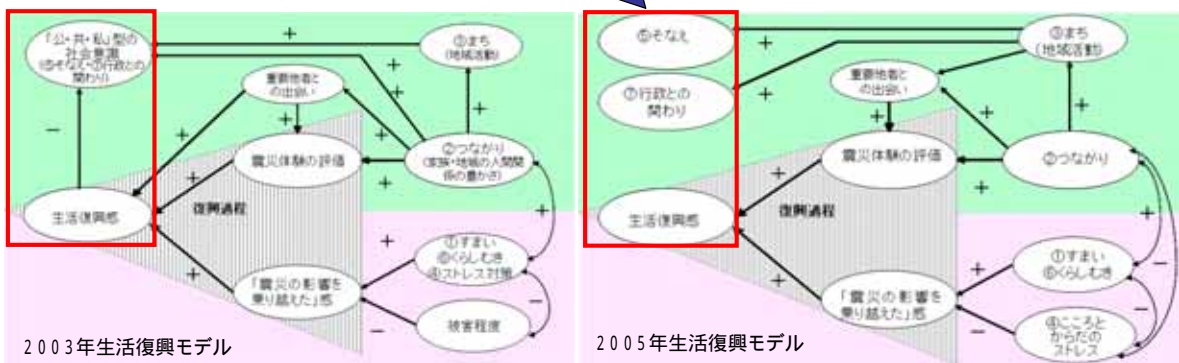 「公・共・私」型の
社会意識
(⑤そなえ・⑦行政との
関わり)
＋
③まち
(地域活動)
＋
＋
重要他者と
の出会い
－
＋
＋
＋
②つながり
(家族・地域の人間関
係の豊かさ)
震災体験の評価
＋
＋
生活復興感
復興過程
＋
＋
①すまい
⑥くらしむき
④ストレス対策
＋
「震災の影響を
乗り越えた」感
－
－
被害程度
2003年生活復興モデル
⑤そなえ
＋
③まち
(地域活動)
＋
＋
重要他者と
の出会い
⑦行政との
関わり
＋
＋
＋
震災体験の評価
②つながり
＋
＋
生活復興感
復興過程
＋
－
＋
①すまい
⑥くらしむき
＋
「震災の影響を
乗り越えた」感
－
－
④こころと
からだの
ストレス
2005年生活復興モデル